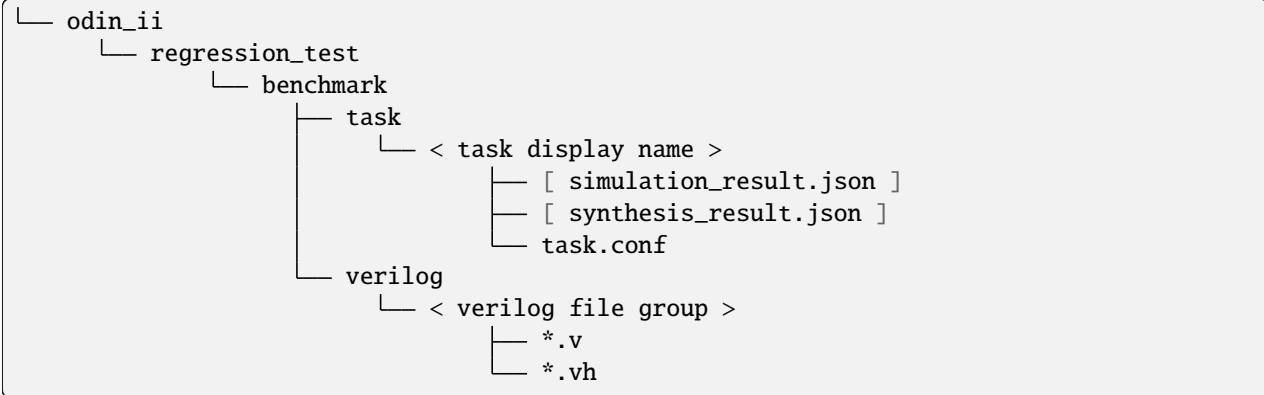 └── odin_ii
└── regression_test
└── benchmark
├── task
│ └── < task display name >
│ ├── [ simulation_result.json ]
│ ├── [ synthesis_result.json ]
│ └── task.conf
└── verilog
└── < verilog file group >
├── *.v
└── *.vh